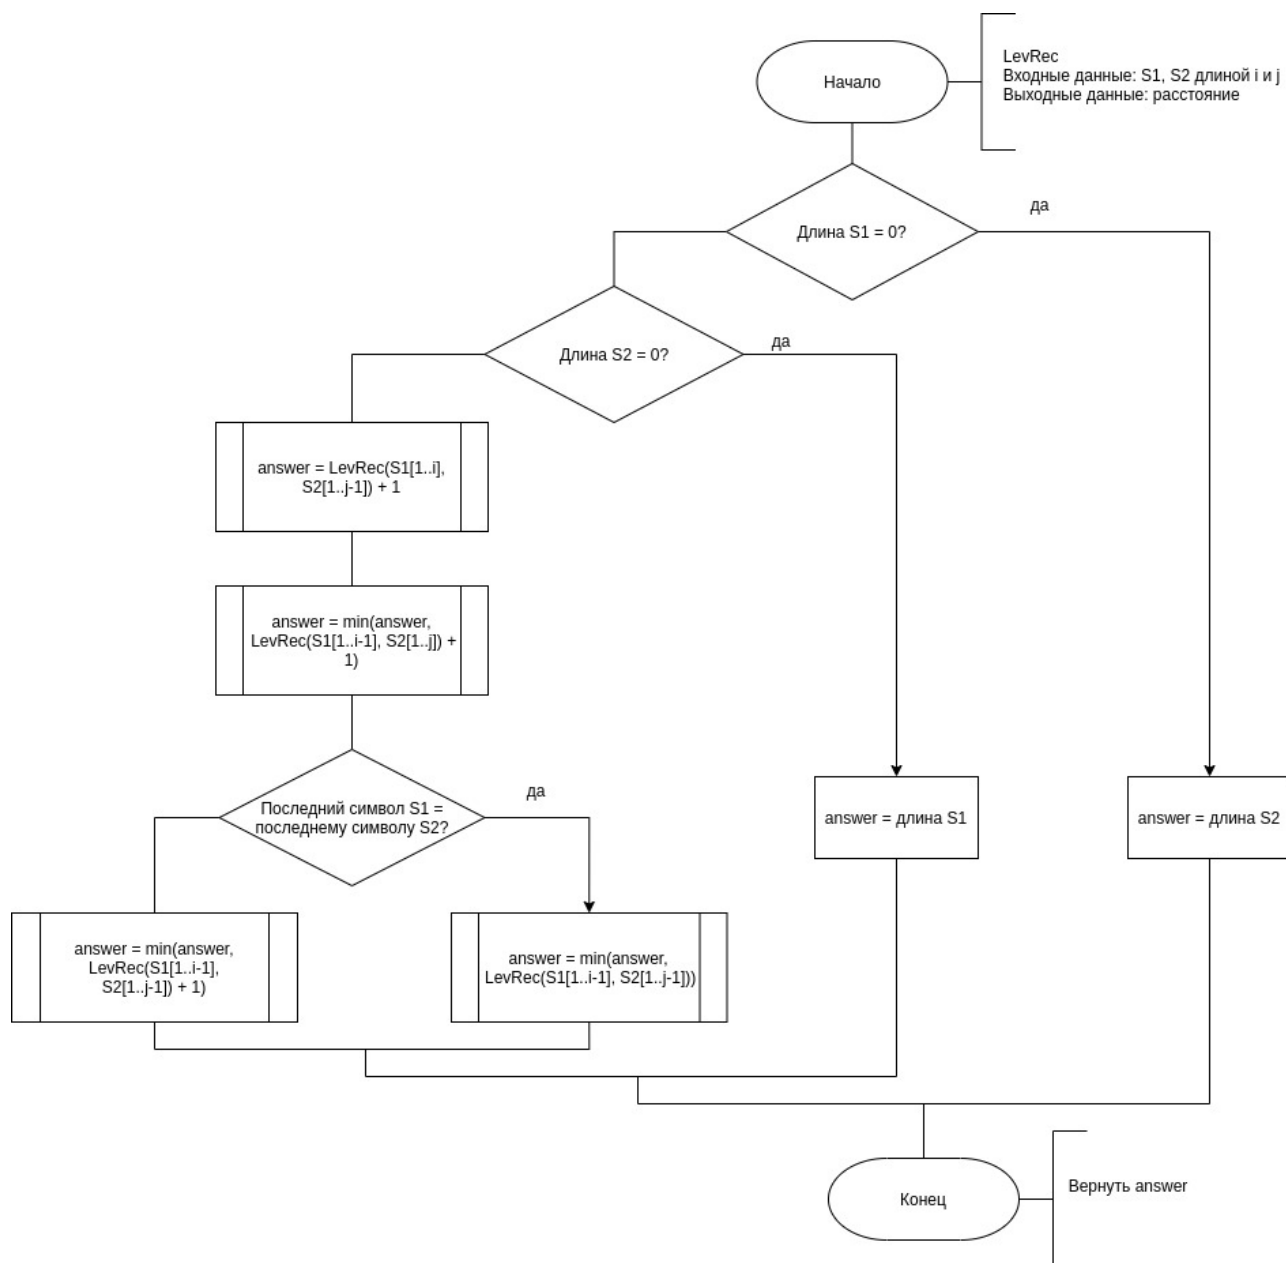 Начало
LevRec
Входные данные: S1, S2 длиной i и j
Выходные данные: расстояние
да
Длина S1 = 0?
да
Длина S2 = 0?
answer = LevRec(S1[1..i],
S2[1..j-1]) + 1
answer = min(answer,
LevRec(S1[1..i-1], S2[1..j]) +
1)
да
Последний символ S1 =
последнему символу S2?
answer = длина S1
answer = длина S2
answer = min(answer,
LevRec(S1[1..i-1],
S2[1..j-1]) + 1)
answer = min(answer,
LevRec(S1[1..i-1], S2[1..j-1]))
Конец
Вернуть answer